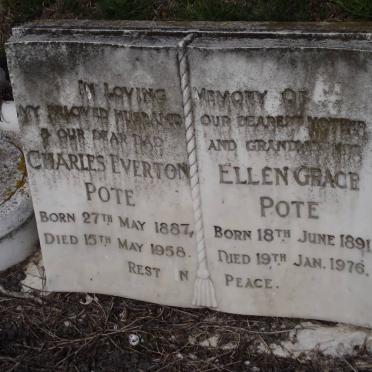 IN LOVING
MY BELOVED HUSBAND
& OUR DEAR DAD
CHARLES EVERTON
POTE
BORN 27TH MAY 1887,
DIED 15TH MAY 1958.
REST IN
MEMORY OF
OUR DEAREST MOTHER
AND GRANDMOTHER
ELLEN GRACE
POTE
BORN 18TH JUNE 1891
DIED 19TH JAN. 1976.
PEACE.